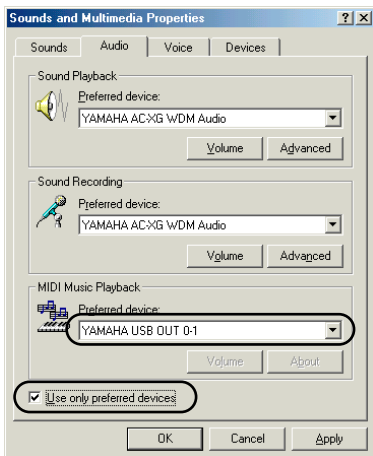 Sounds and Multimedia Properties
Sounds Audio Voice Devices
Sound Playback
Preferred device:
YAMAHA AC-XG WDM Audio
Volume Advanced
Sound Recording
Preferred device:
YAMAHA AC-XG WDM Audio
Volume Advanced
MIDI Music Playback
Preferred device:
YAMAHA USB OUT 0-1
Volume About
Use only preferred devices
OK Cancel Apply